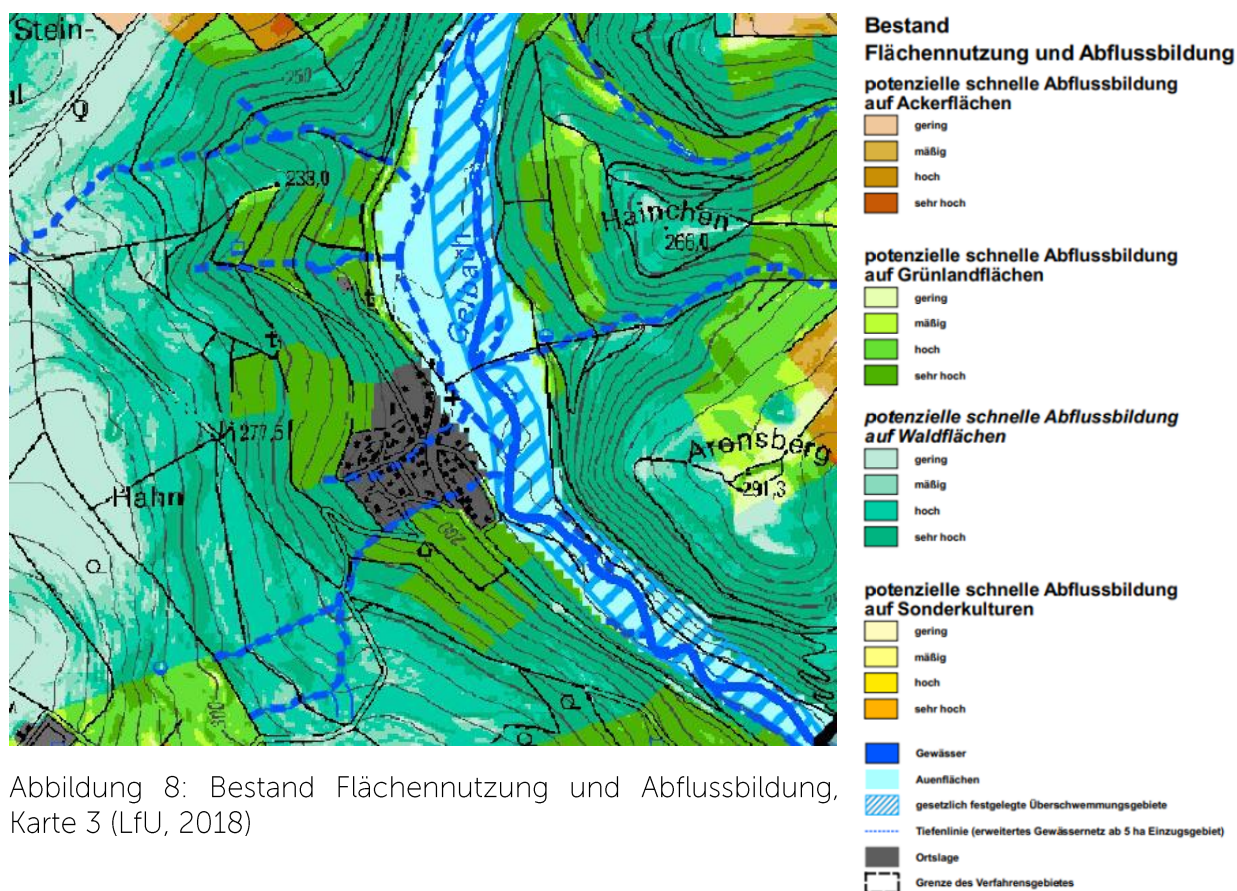 Stein-
250
233,0
Hainchen
266,0
Gelbach
277,5
Hahn
Arensberg
291,3
200
300
Abbildung 8: Bestand Flächennutzung und Abflussbildung,
Karte 3 (LfU, 2018)
Bestand
Flächennutzung und Abflussbildung
potenzielle schnelle Abflussbildung
auf Ackerflächen
gering
mäßig
hoch
sehr hoch
potenzielle schnelle Abflussbildung
auf Grünlandflächen
gering
mäßig
hoch
sehr hoch
potenzielle schnelle Abflussbildung
auf Waldflächen
gering
mäßig
hoch
sehr hoch
potenzielle schnelle Abflussbildung
auf Sonderkulturen
gering
mäßig
hoch
sehr hoch
Gewässer
Auenflächen
gesetzlich festgelegte Überschwemmungsgebiete
Tiefenlinie (erweitertes Gewässernetz ab 5 ha Einzugsgebiet)
Ortslage
Grenze des Verfahrensgebietes